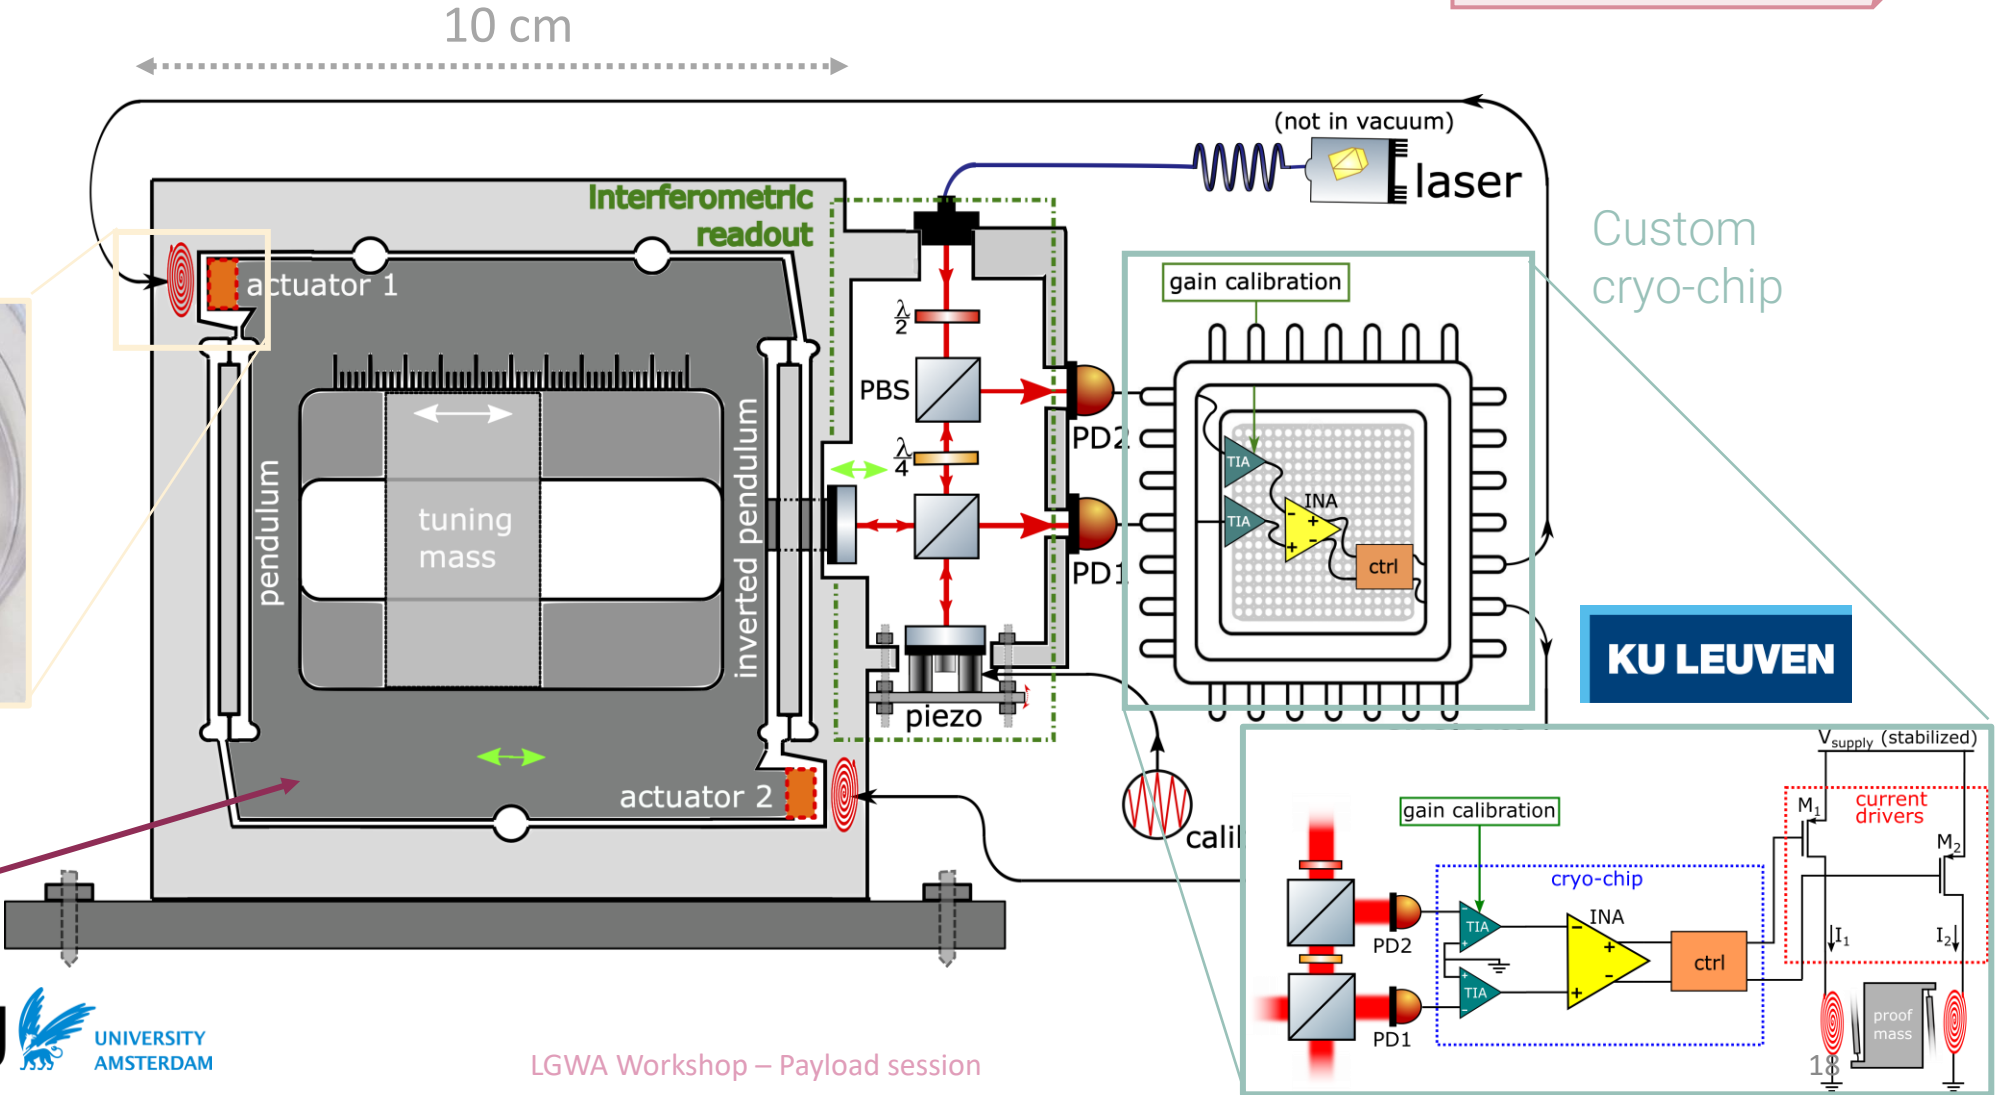 10 cm
(not in vacuum)
laser
Interferometric
readout
Custom
cryo-chip
actuator 1
gain calibration
λ
2
PBS
PD2
λ
4
pendulum
tuning
mass
inverted pendulum
TIA
INA
TIA
ctrl
PD1
piezo
KU LEUVEN
actuator 2
cali
Vsupply (stabilized)
gain calibration
current
drivers
M1
M2
cryo-chip
TIA
INA
PD2
ctrl
I1
I2
TIA
PD1
proof
mass
UNIVERSITY
AMSTERDAM
LGWA Workshop – Payload session
18